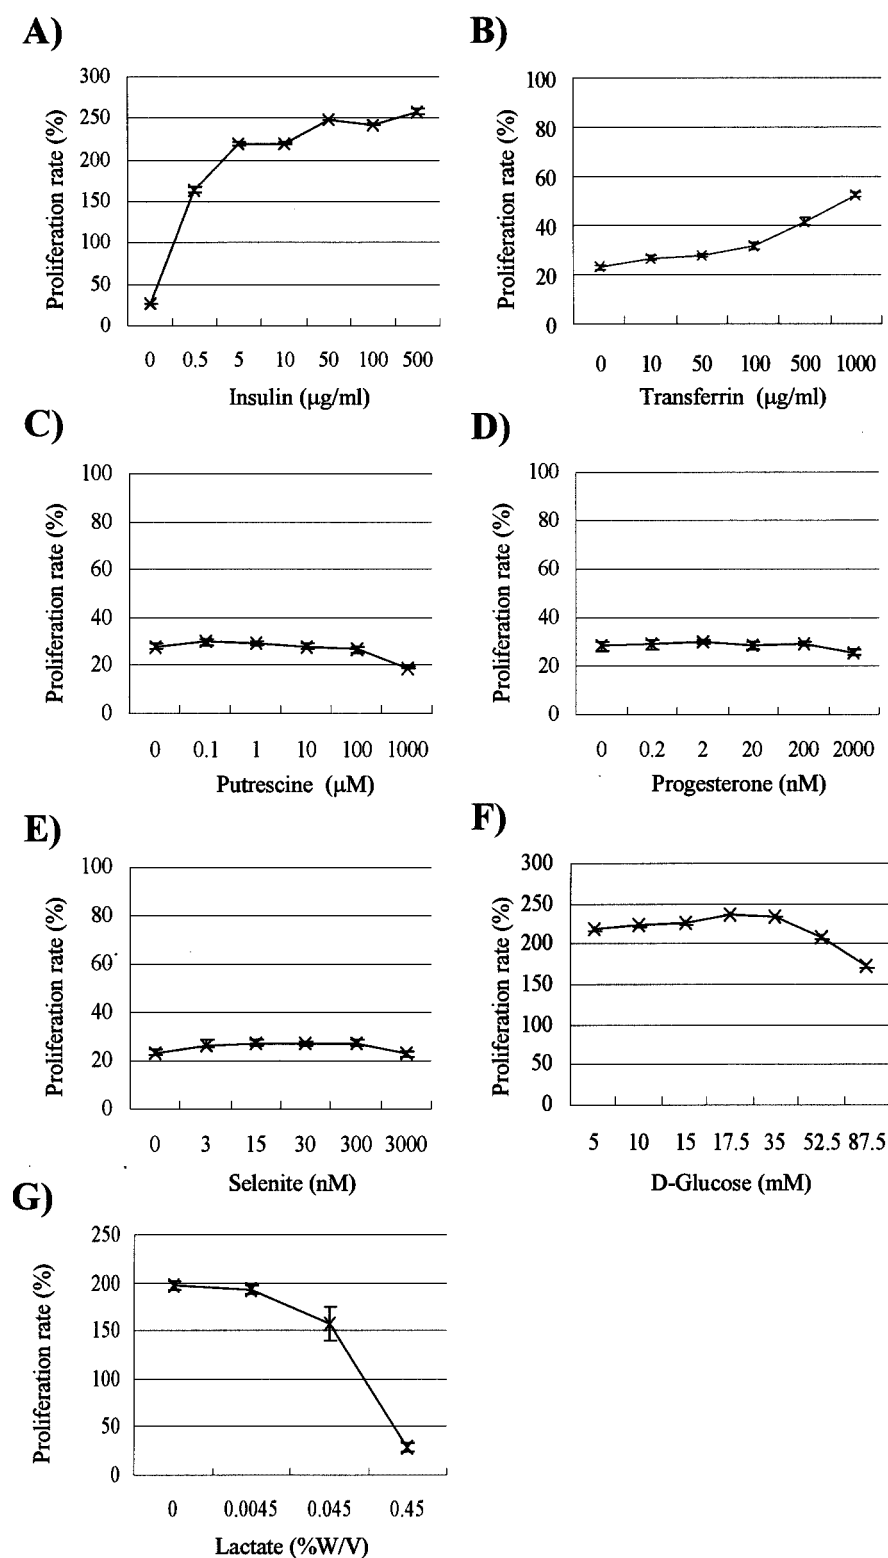 A)
Proliferation rate (%)
300
250
200
150
100
50
0
0 0.5 5 10 50 100 500
Insulin (μg/ml)
B)
Proliferation rate (%)
100
80
60
40
20
0
0 10 50 100 500 1000
Transferrin (μg/ml)
C)
Proliferation rate (%)
100
80
60
40
20
0
0 0.1 1 10 100 1000
Putrescine (μM)
D)
Proliferation rate (%)
100
80
60
40
20
0
0 0.2 2 20 200 2000
Progesterone (nM)
E)
Proliferation rate (%)
100
80
60
40
20
0
0 3 15 30 300 3000
Selenite (nM)
F)
Proliferation rate (%)
300
250
200
150
100
50
0
5 10 15 17.5 35 52.5 87.5
D-Glucose (mM)
G)
Proliferation rate (%)
250
200
150
100
50
0
0 0.0045 0.045 0.45
Lactate (%W/V)